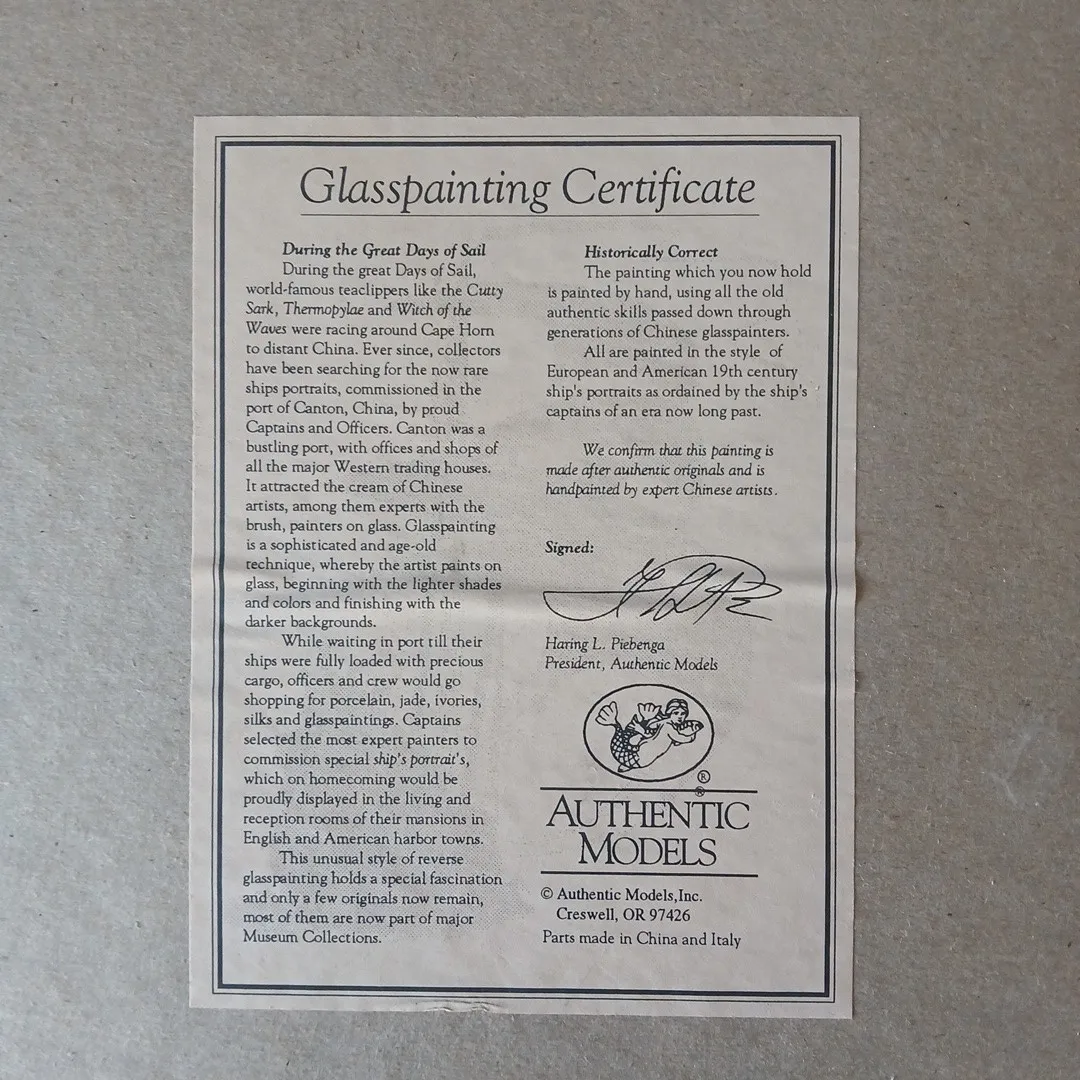 Glasspainting Certificate
During the Great Days of Sail
During the great Days of Sail,
world-famous teaclippers like the Cutty
Sark, Thermopylae and Witch of the
Waves were racing around Cape Horn
to distant China. Ever since, collectors
have been searching for the now rare
ships portraits, commissioned in the
port of Canton, China, by proud
Captains and Officers. Canton was a
bustling port, with offices and shops of
all the major Western trading houses.
It attracted the cream of Chinese
artists, among them experts with the
brush, painters on glass. Glasspainting
is a sophisticated and age-old
technique, whereby the artist paints on
glass, beginning with the lighter shades
and colors and finishing with the
darker backgrounds.
While waiting in port till their
ships were fully loaded with precious
cargo, officers and crew would go
shopping for porcelain, jade, ivories,
silks and glasspaintings. Captains
selected the most expert painters to
commission special ship's portrait's,
which on homecoming would be
proudly displayed in the living and
reception rooms of their mansions in
English and American harbor towns.
This unusual style of reverse
glasspainting holds a special fascination
and only a few originals now remain,
most of them are now part of major
Museum Collections.
Historically Correct
The painting which you now hold
is painted by hand, using all the old
authentic skills passed down through
generations of Chinese glasspainters.
All are painted in the style of
European and American 19th century
ship's portraits as ordained by the ship's
captains of an era now long past.
We confirm that this painting is
made after authentic originals and is
handpainted by expert Chinese artists.
Signed:
Haring L. Piebenga
President, Authentic Models
®
®
AUTHENTIC
MODELS
© Authentic Models,Inc.
Creswell, OR 97426
Parts made in China and Italy